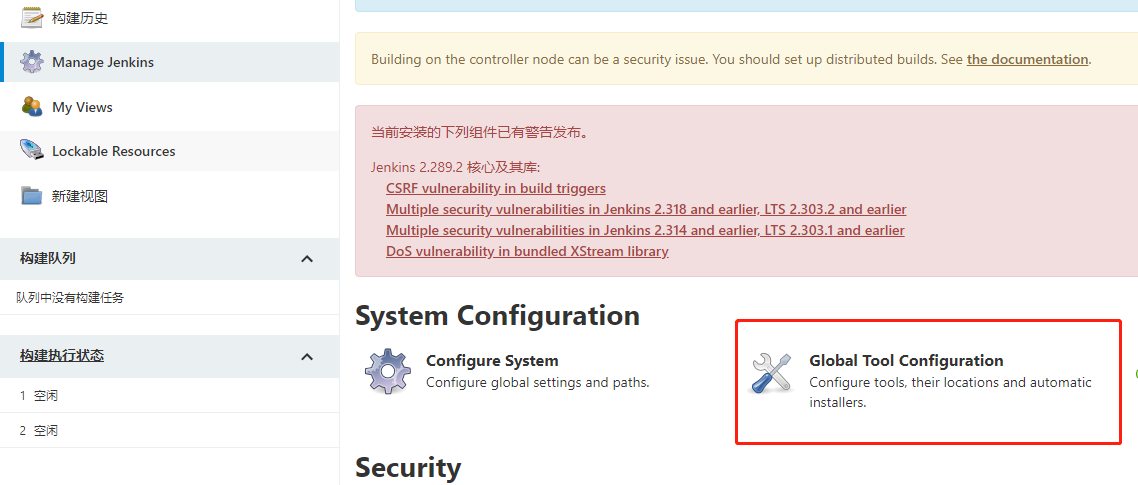 构建历史
Manage Jenkins
My Views
Lockable Resources
新建视图
构建队列
队列中没有构建任务
构建执行状态
1 空闲
2 空闲
Building on the controller node can be a security issue. You should set up distributed builds. See the documentation.
当前安装的下列组件已有警告发布。
Jenkins 2.289.2 核心及其库:
CSRF vulnerability in build triggers
Multiple security vulnerabilities in Jenkins 2.318 and earlier, LTS 2.303.2 and earlier
Multiple security vulnerabilities in Jenkins 2.314 and earlier, LTS 2.303.1 and earlier
DoS vulnerability in bundled XStream library
System Configuration
Configure System
Configure global settings and paths.
Global Tool Configuration
Configure tools, their locations and automatic
installers.
Security